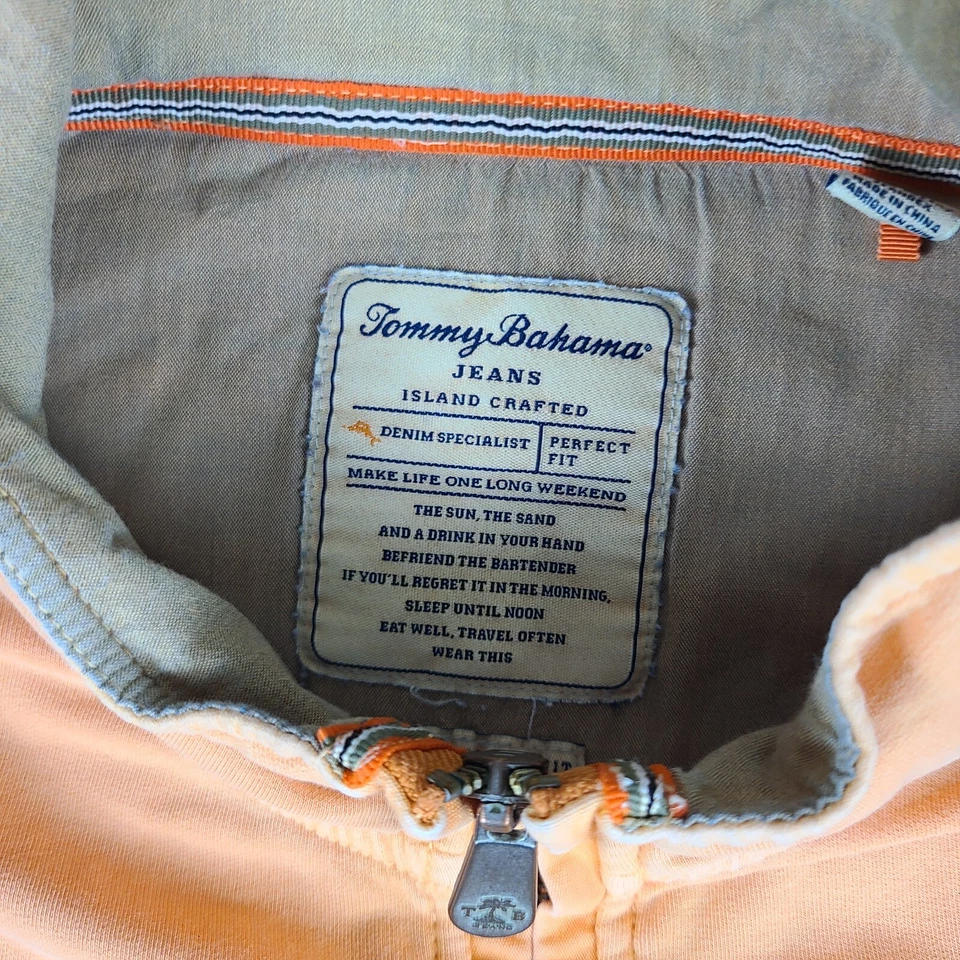 MADE IN CHINA
FABRIQUE EN CHINE
Tommy Bahama®
JEANS
ISLAND CRAFTED
DENIM SPECIALIST
PERFECT
FIT
MAKE LIFE ONE LONG WEEKEND
THE SUN, THE SAND
AND A DRINK IN YOUR HAND
BEFRIEND THE BARTENDER
IF YOU'LL REGRET IT IN THE MORNING,
SLEEP UNTIL NOON
EAT WELL, TRAVEL OFTEN
WEAR THIS
T B